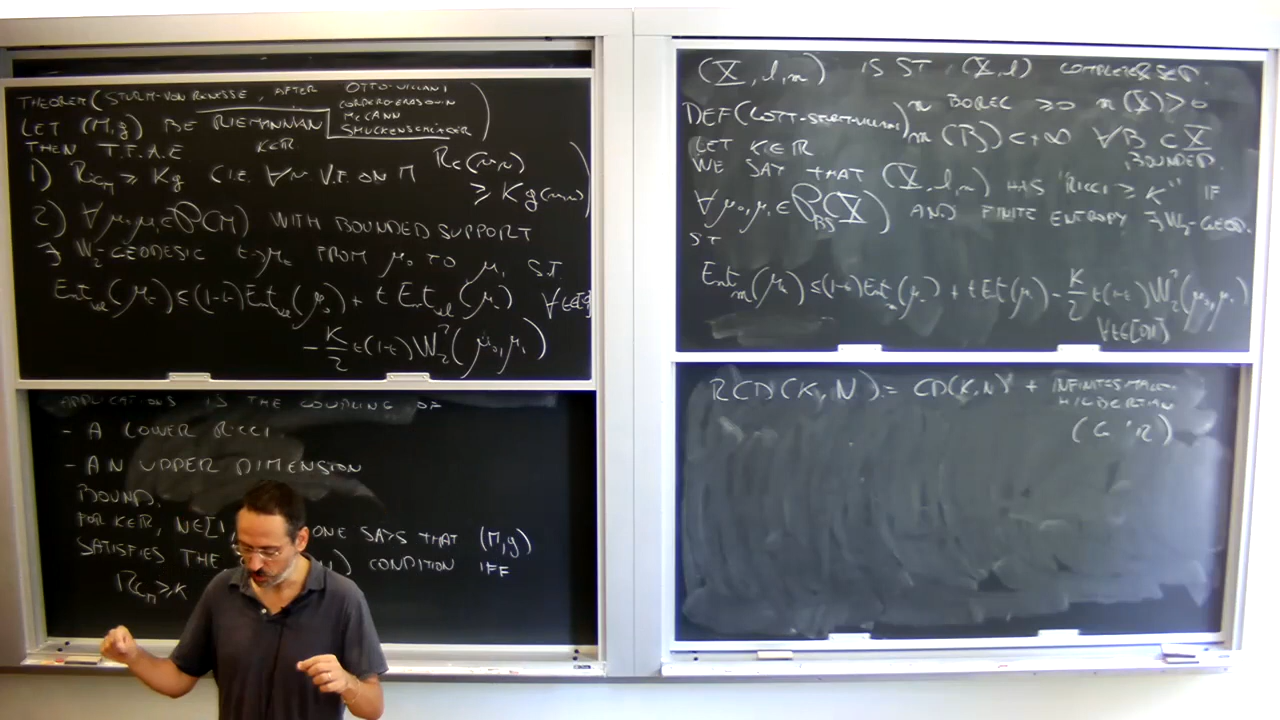 THEOREM (STURM-VON RENESSE, AFTER OTTO-VILLANI
CORDERO-ERAUSQUIN
McCANN
SMUCKENSCHLÄGER)
LET (M,g) BE RIEMANNIAN K∈R
THEN T.F.A.E
1) Ric_M ≥ Kg (I.E. ∀v V.F. ON M Ric(v,v)
≥ Kg(v,v))
2) ∀ μ₀,μ₁∈P(M) WITH BOUNDED SUPPORT
∃ W₂-GEODESIC t→μt FROM μ₀ TO μ₁ S.T.
Ent_vol(μt) ≤ (1-t)Ent_vol(μ₀) + t Ent_vol(μ₁) ∀t∈[0,1]
- K/2 t(1-t) W₂²(μ₀,μ₁)
APPLICATIONS IS THE COUPLING OF
- A LOWER RICCI
- AN UPPER DIMENSION
BOUND.
FOR K∈R, N∈[1, ONE SAYS THAT (M,g)
SATISFIES THE CONDITION IFF
Ric_M ≥ K
(X,d,m) IS ST (X,d) COMPLETE & SEP.
m BOREL ≥0 m(X)>0
DEF (LOTT-STURM-VILLANI) m(B)<+∞ ∀B⊂X
BOUNDED.
LET K∈R
WE SAY THAT (X,d,m) HAS "RICCI ≥ K" IF
∀μ₀,μ₁∈P_BS(X) AND FINITE ENTROPY ∃ W₂-GEOD.
ST
Ent_m(μt) ≤ (1-t)Ent_m(μ₀) + t Ent(μ₁) - K/2 t(1-t) W₂²(μ₀,μ₁)
∀t∈[0,1]
RCD(K,N) = CD(K,N) + INFINITESIMALLY
HILBERTIAN
(G '12)